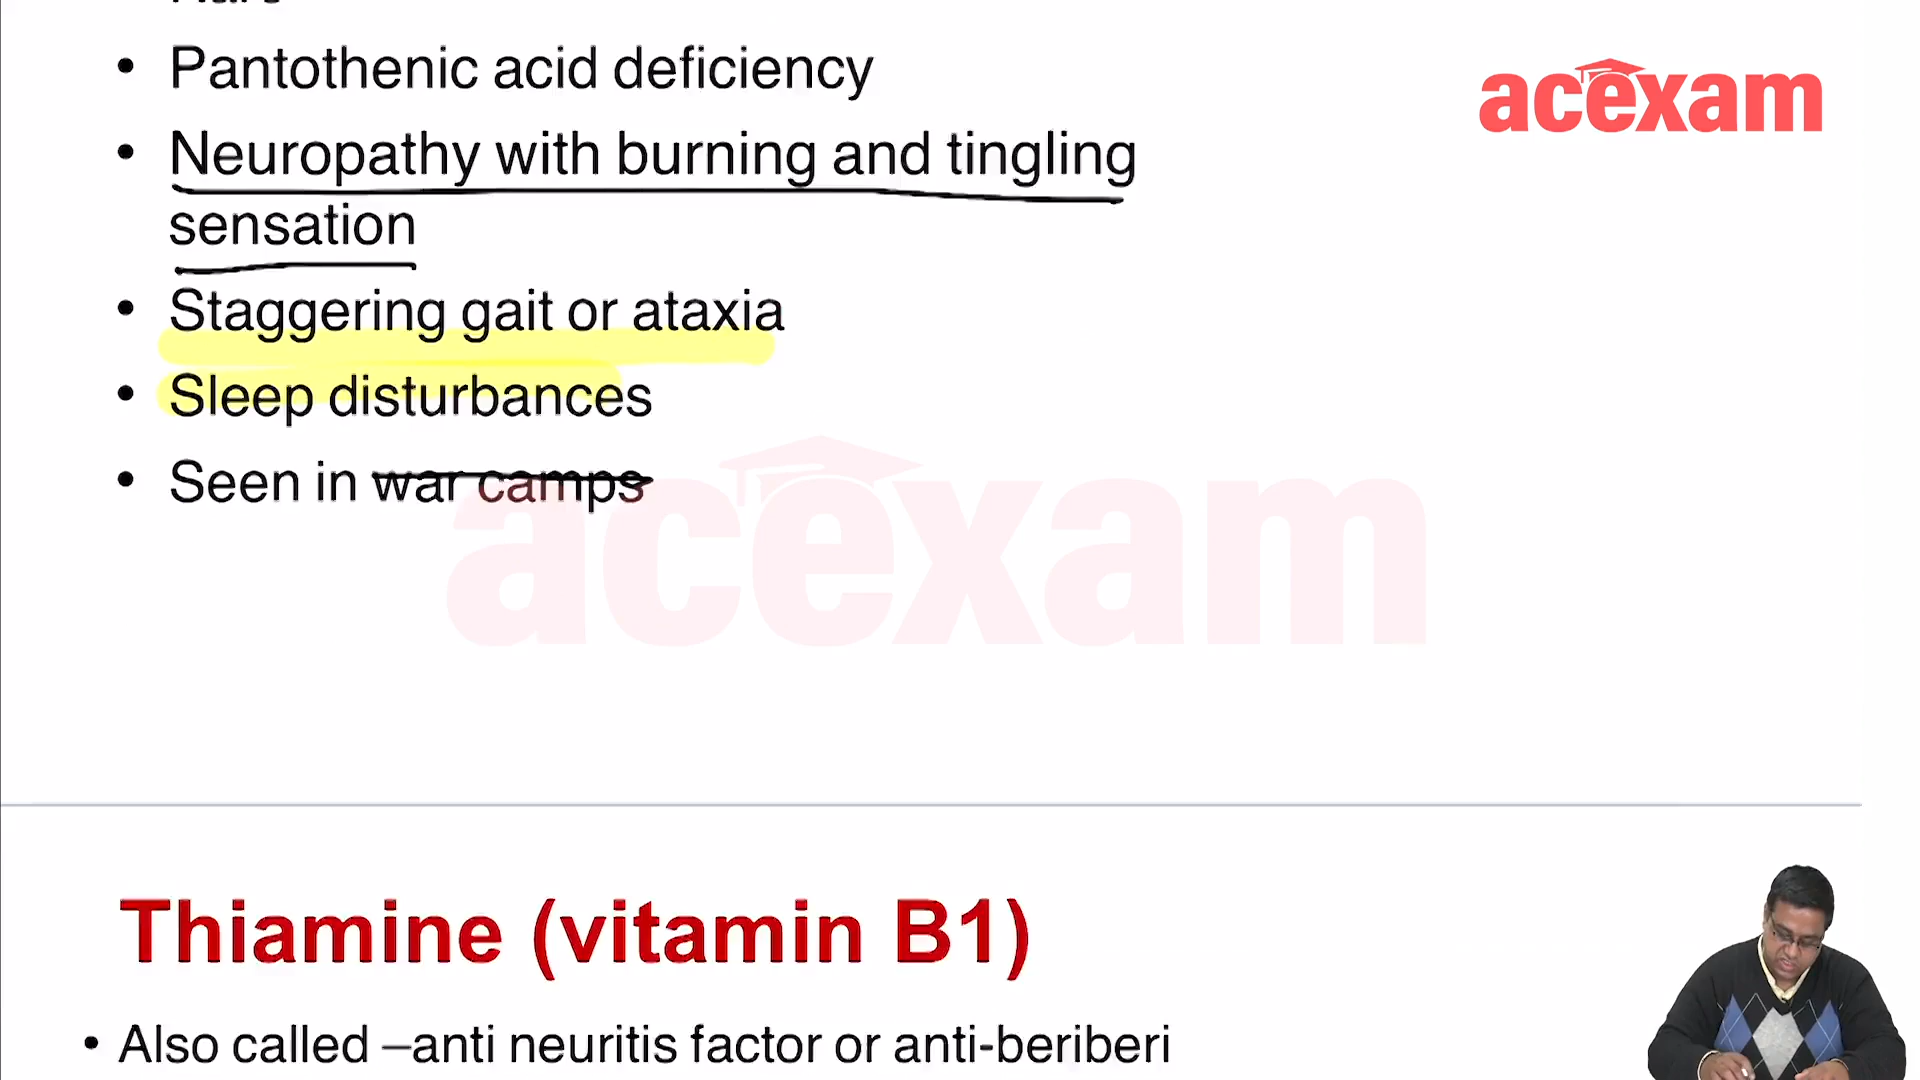 • Pantothenic acid deficiency
acexam
• Neuropathy with burning and tingling
sensation
• Staggering gait or ataxia
• Sleep disturbances
• Seen in war camps
acexam
Thiamine (vitamin B1)
• Also called –anti neuritis factor or anti-beriberi